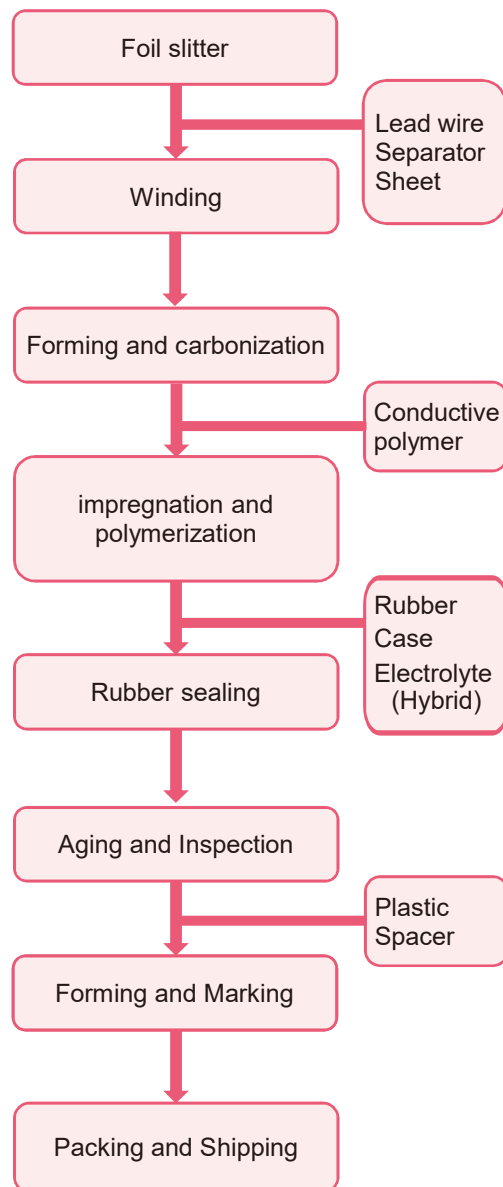 Foil slitter
Lead wire
Separator
Sheet
Winding
Forming and carbonization
Conductive
polymer
impregnation and
polymerization
Rubber
Case
Electrolyte
(Hybrid)
Rubber sealing
Aging and Inspection
Plastic
Spacer
Forming and Marking
Packing and Shipping